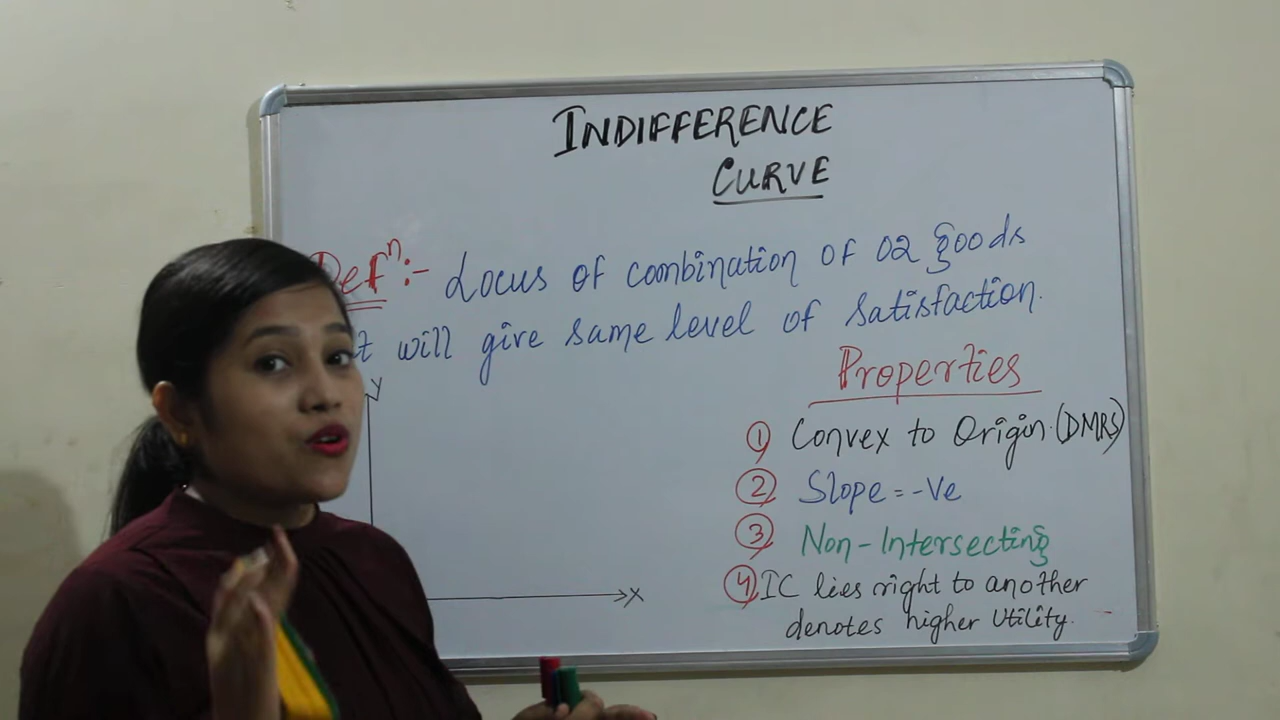 INDIFFERENCE
CURVE
Defⁿ:- Locus of combination of 02 goods
will give same level of satisfaction.
Properties
① Convex to Origin.(DMRS)
② Slope = -Ve
③ Non-Intersecting
④ IC lies right to another
denotes higher Utility.
Y
X